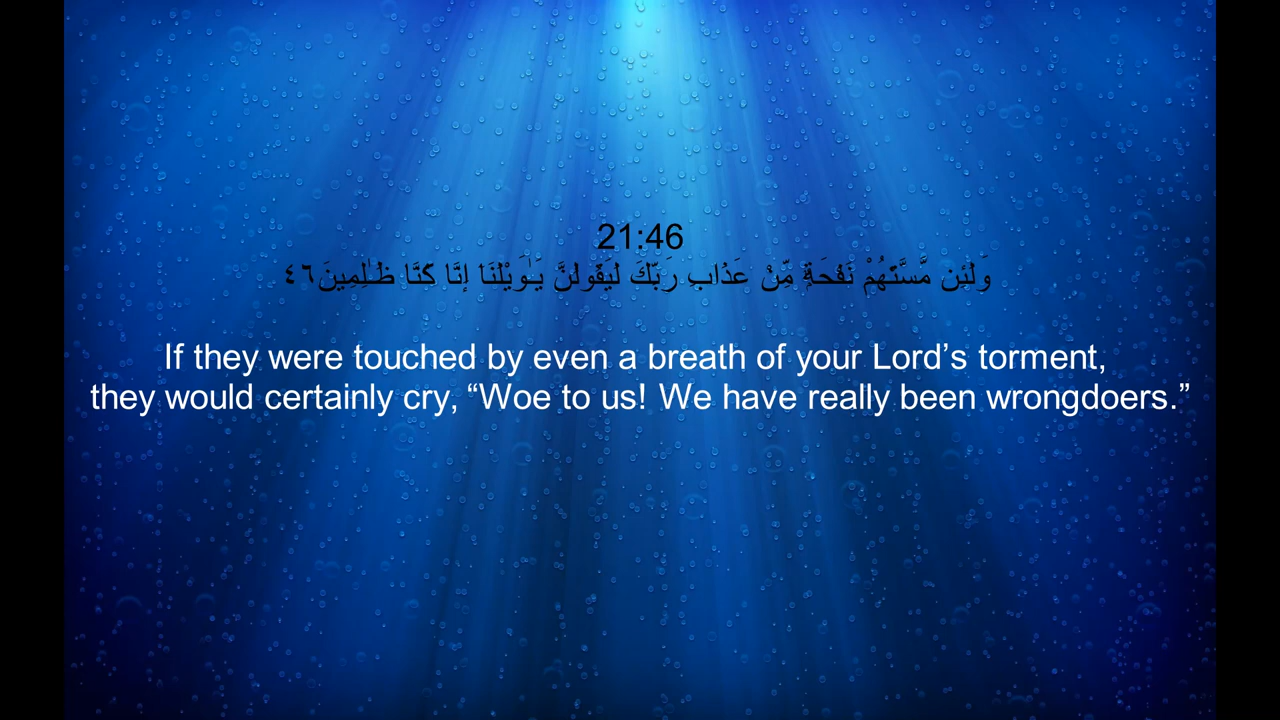 21:46
وَلَئِن مَّسَّتْهُمْ نَفْحَةٌ مِّنْ عَذَابِ رَبِّكَ لَيَقُولُنَّ يَـٰوَيْلَنَا إِنَّا كُنَّا ظَـٰلِمِينَ ٤٦
If they were touched by even a breath of your Lord’s torment,
they would certainly cry, “Woe to us! We have really been wrongdoers.”